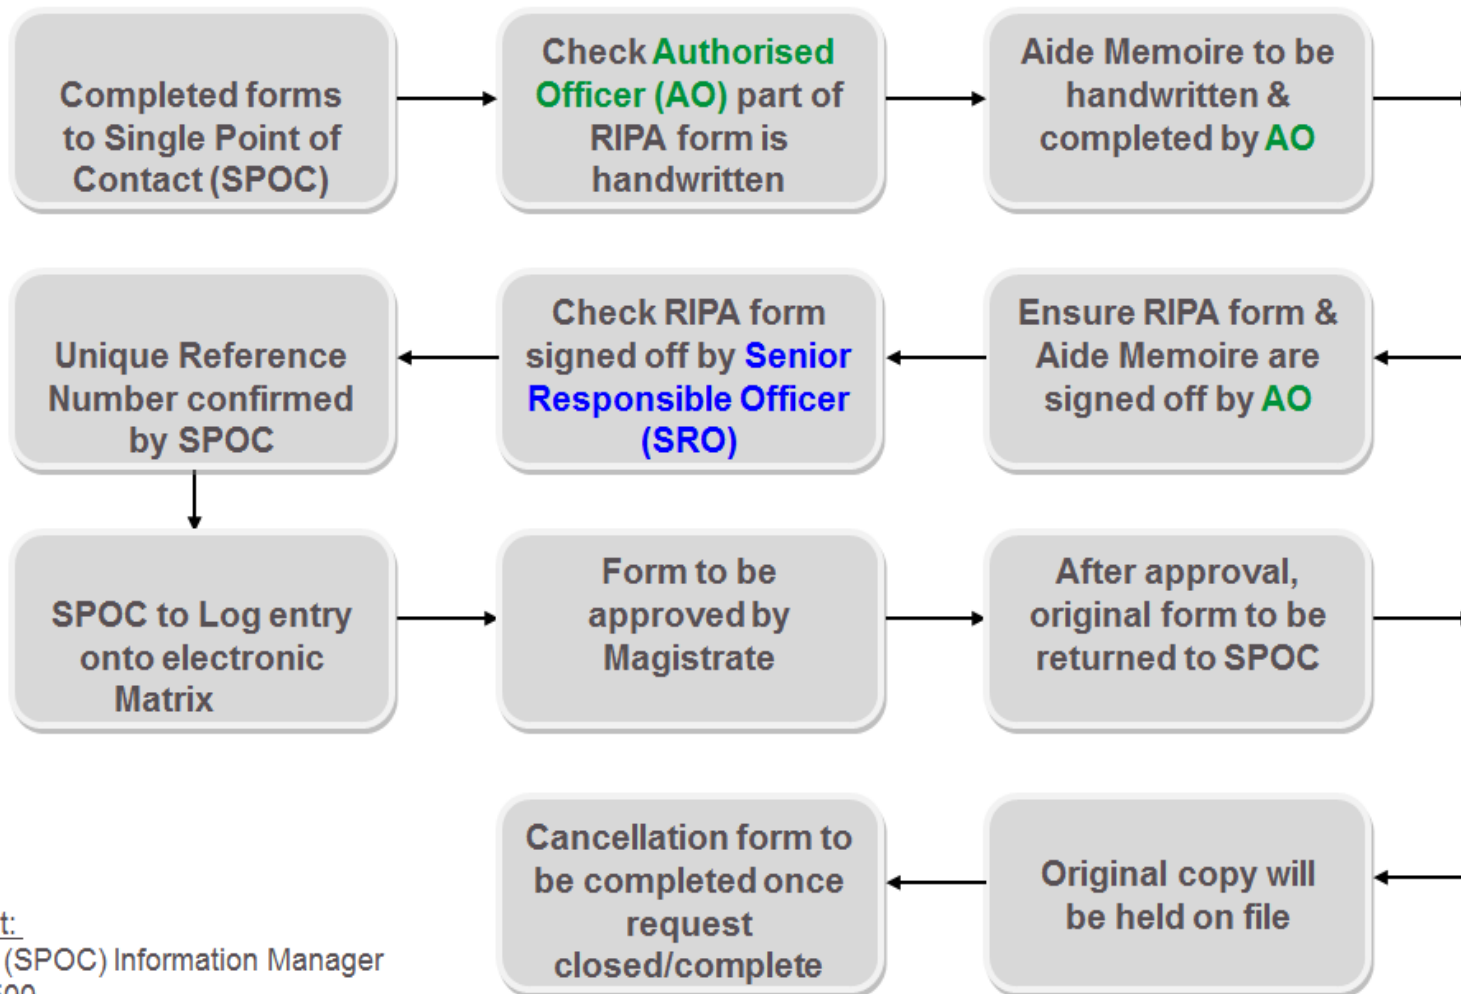 Completed forms
to Single Point of
Contact (SPOC)
Check Authorised
Officer (AO) part of
RIPA form is
handwritten
Aide Memoire to be
handwritten &
completed by AO
Ensure RIPA form &
Aide Memoire are
signed off by AO
Check RIPA form
signed off by Senior
Responsible Officer
(SRO)
Unique Reference
Number confirmed
by SPOC
SPOC to Log entry
onto electronic
Matrix
Form to be
approved by
Magistrate
After approval,
original form to be
returned to SPOC
Original copy will
be held on file
Cancellation form to
be completed once
request
closed/complete
t:
(SPOC) Information Manager